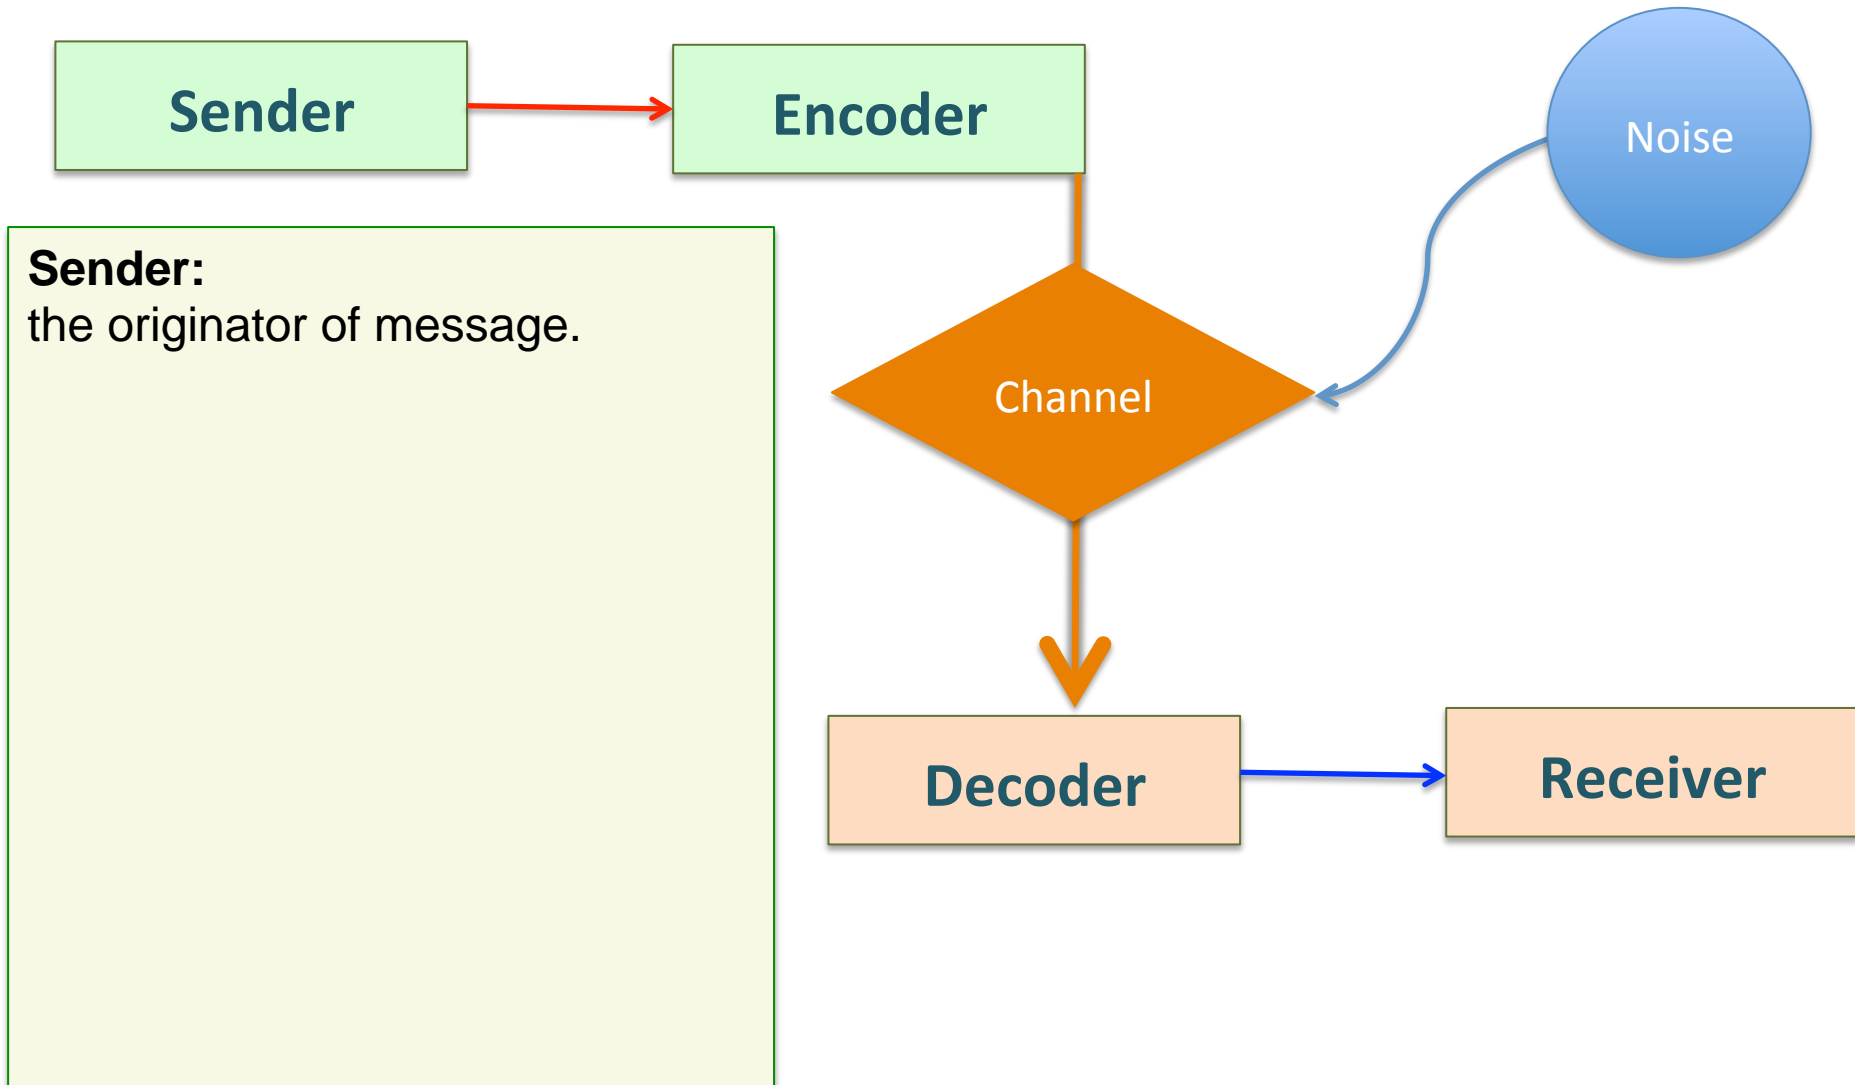 Sender
Encoder
Noise
Sender:
the originator of message.
Channel
Decoder
Receiver